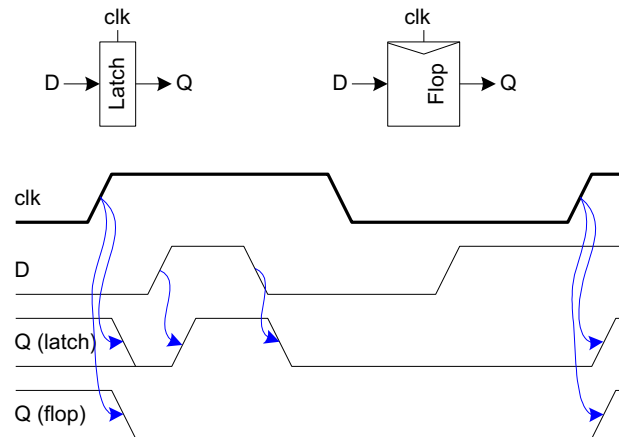 clk
clk
D
Latch
Q
D
Flop
Q
clk
D
Q (latch)
Q (flop)